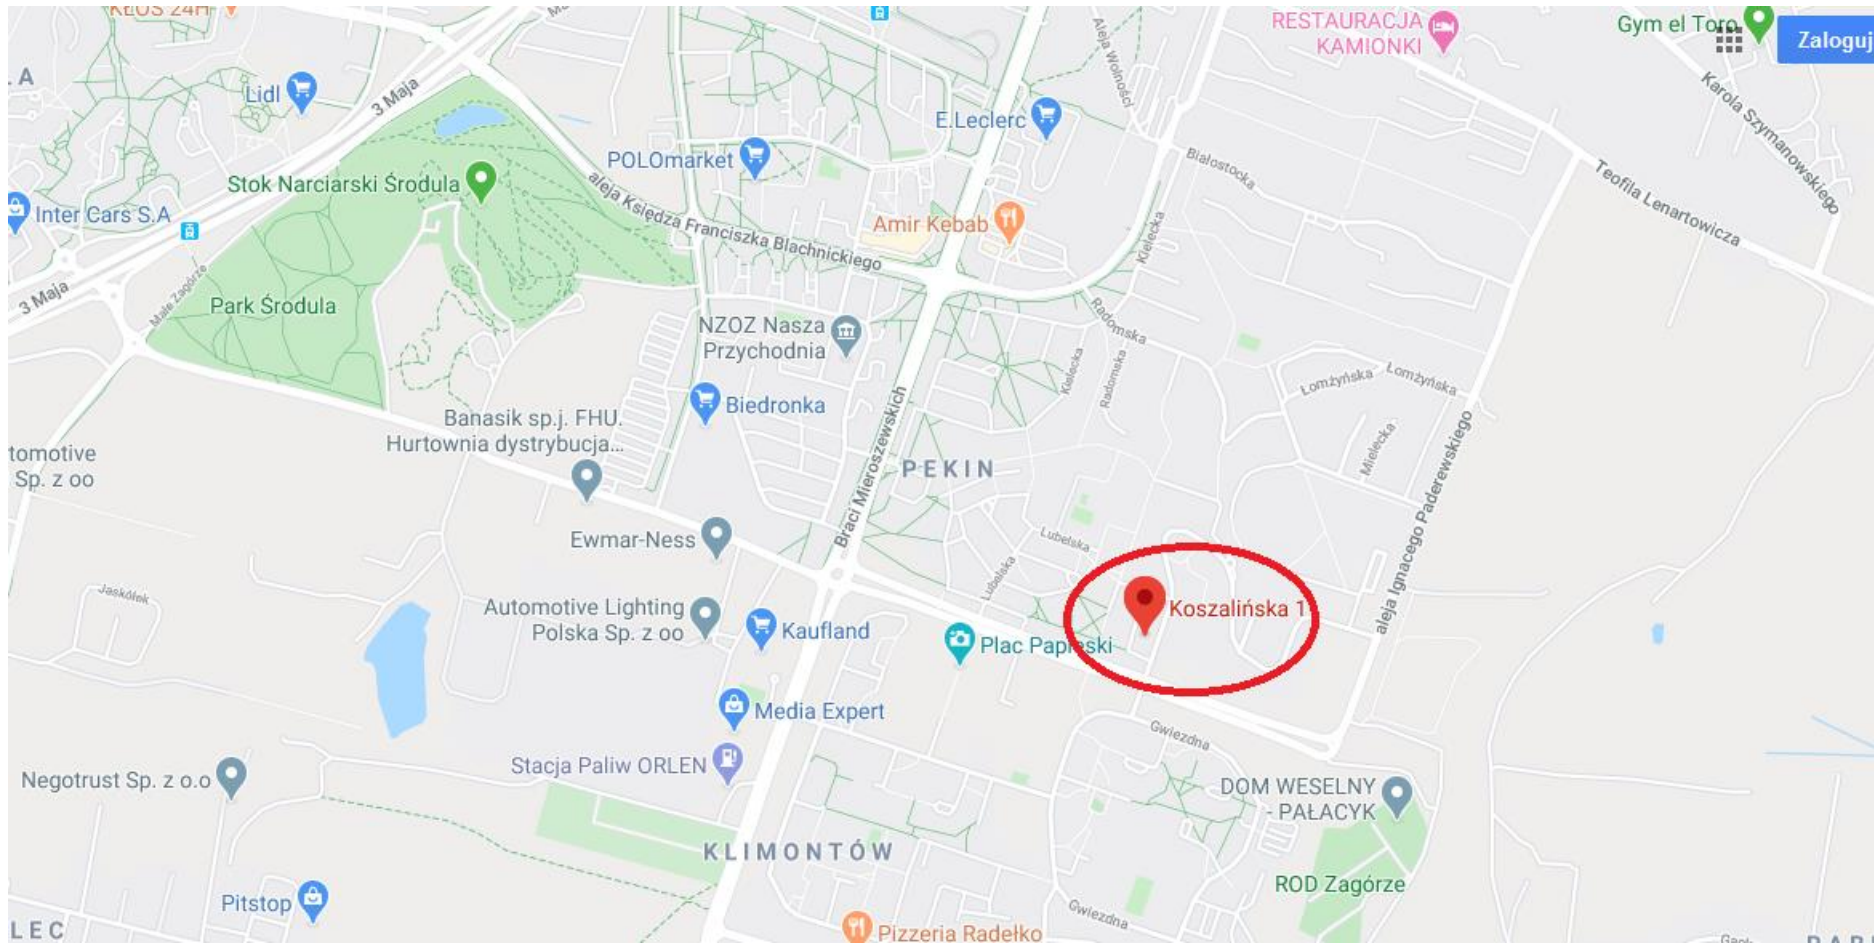 KŁOS 24H
RESTAURACJA
KAMIONKI
Gym el Toro
Zaloguj
Aleja Wolności
Karola Szymanowskiego
Lidl
3 Maja
E.Leclerc
POLOmarket
Białostocka
Teofila Lenartowicza
Stok Narciarski Środula
aleja Księdza Franciszka Blachnickiego
Inter Cars S.A
Amir Kebab
Kielecka
3 Maja
Małe Zagórze
Park Środula
Radomska
NZOZ Nasza
Przychodnia
Kielecka
Radomska
Łomżyńska
Łomżyńska
Biedronka
Banasik sp.j. FHU.
Hurtownia dystrybucja...
Braci Mieroszewskich
Mielecka
aleja Ignacego Paderewskiego
tomotive
Sp. z oo
PEKIN
Ewmar-Ness
Lubelska
Lubelska
Jaskółek
Automotive Lighting
Polska Sp. z oo
Kaufland
Koszalińska 1
Plac Papieski
Media Expert
Gwiezdna
Stacja Paliw ORLEN
Negotrust Sp. z o.o
DOM WESELNY
- PAŁACYK
KLIMONTÓW
ROD Zagórze
Pitstop
Gwiezdna
LEC
Pizzeria Radełko